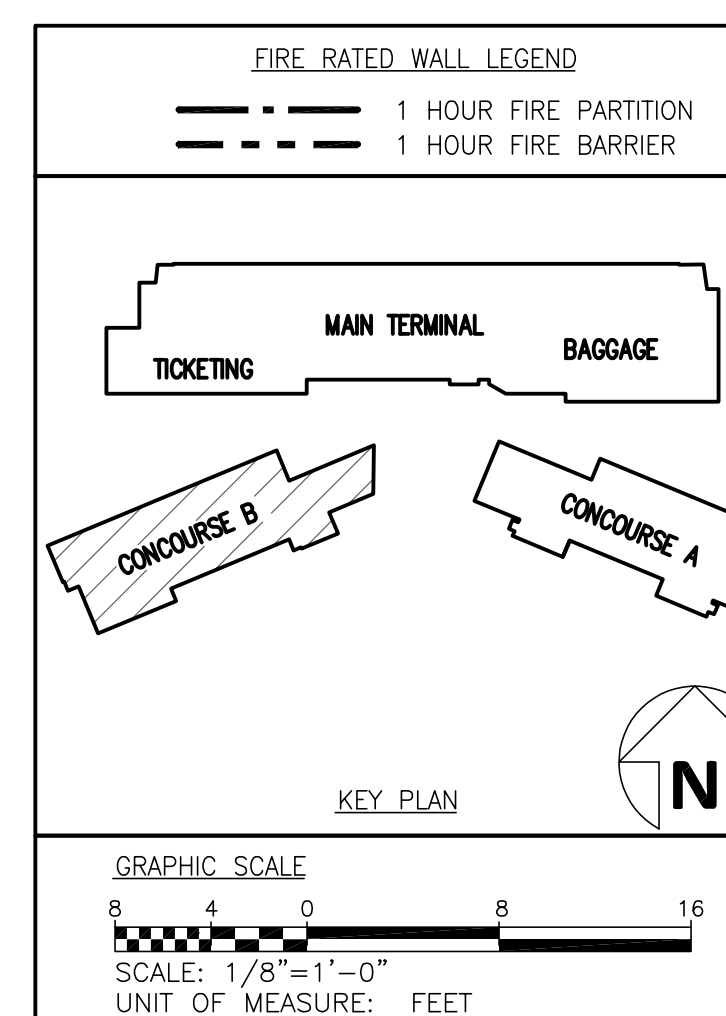 FIRE RATED WALL LEGEND
1 HOUR FIRE PARTITION
1 HOUR FIRE BARRIER
MAIN TERMINAL
BAGGAGE
TICKETING
CONCOURSE B
CONCOURSE A
N
KEY PLAN
GRAPHIC SCALE
8 4 0 8 16
SCALE: 1/8"=1'-0"
UNIT OF MEASURE: FEET